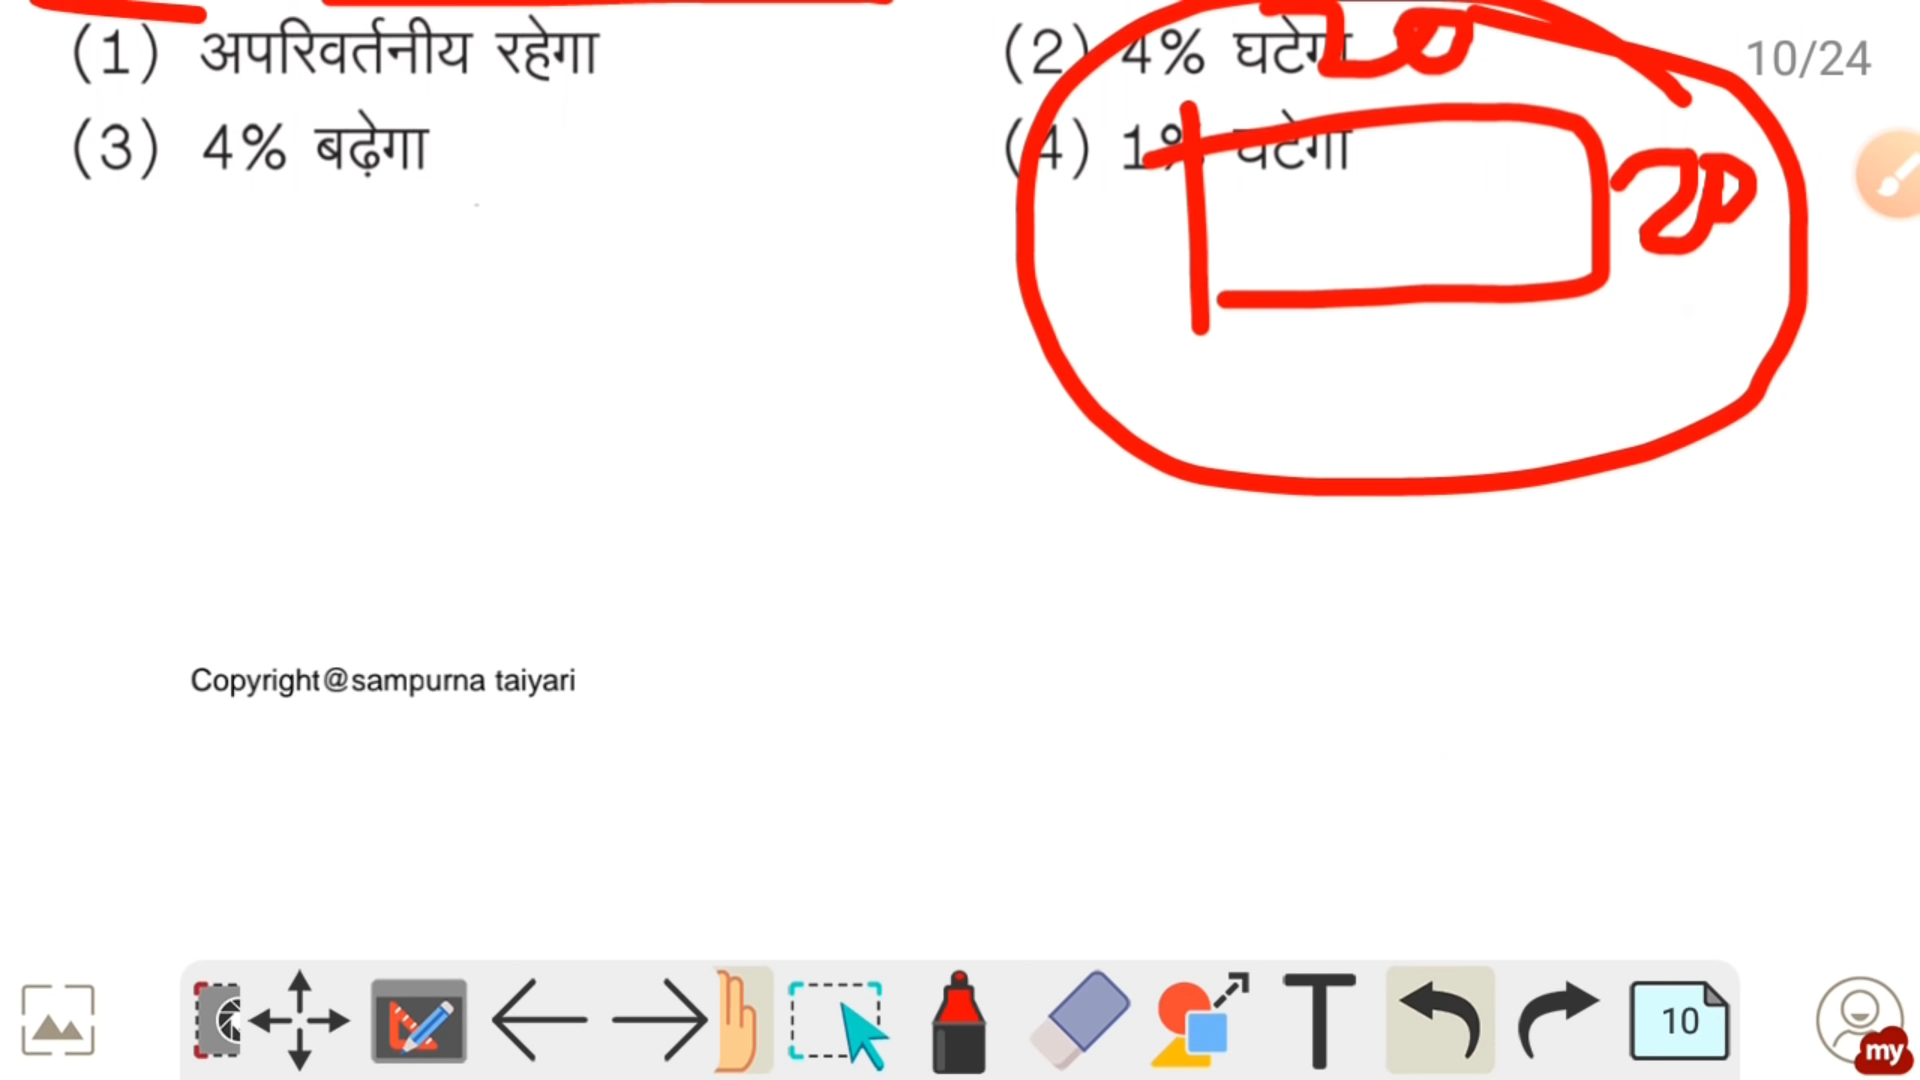 (1) अपरिवर्तनीय रहेगा (2) 4% घटेगा
20
10/24
(3) 4% बढ़ेगा (4) 1% घटेगा
20
Copyright@sampurna taiyari
10
my